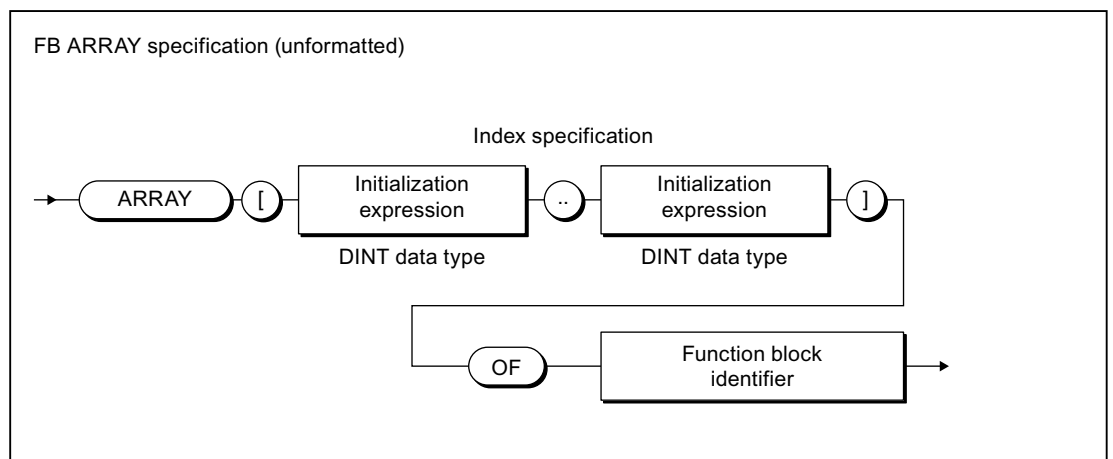 FB ARRAY specification (unformatted)
Index specification
ARRAY [ Initialization expression .. Initialization expression ]
DINT data type DINT data type
OF Function block identifier